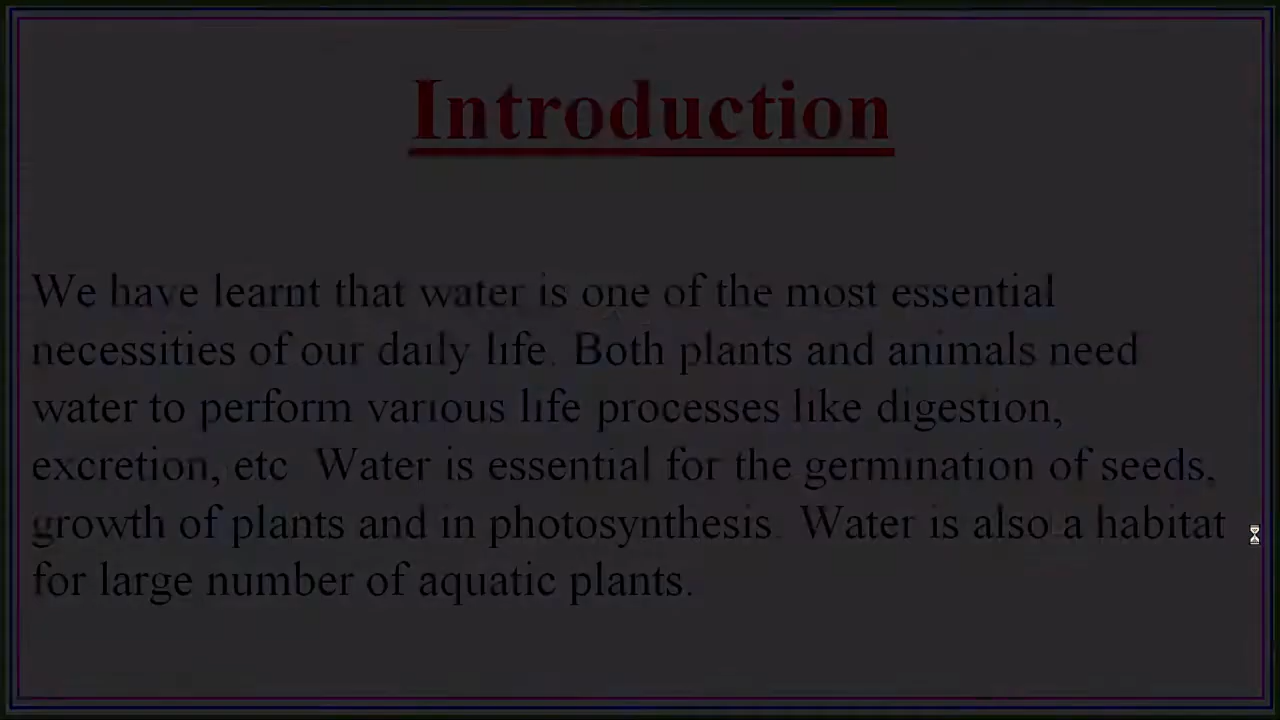 Introduction
We have learnt that water is one of the most essential
necessities of our daily life. Both plants and animals need
water to perform various life processes like digestion,
excretion, etc. Water is essential for the germination of seeds,
growth of plants and in photosynthesis. Water is also a habitat
for large number of aquatic plants.